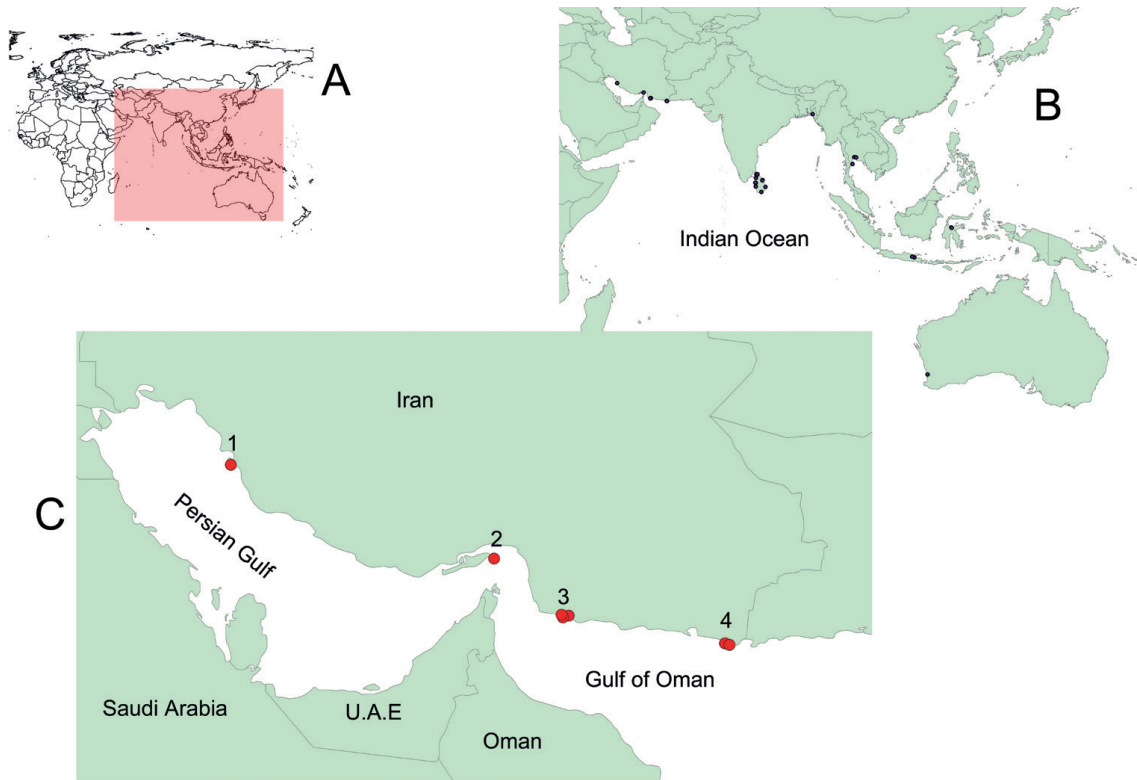 A
B
Indian Ocean
Iran
1
C
Persian Gulf
2
3
4
Gulf of Oman
Saudi Arabia
U.A.E
Oman